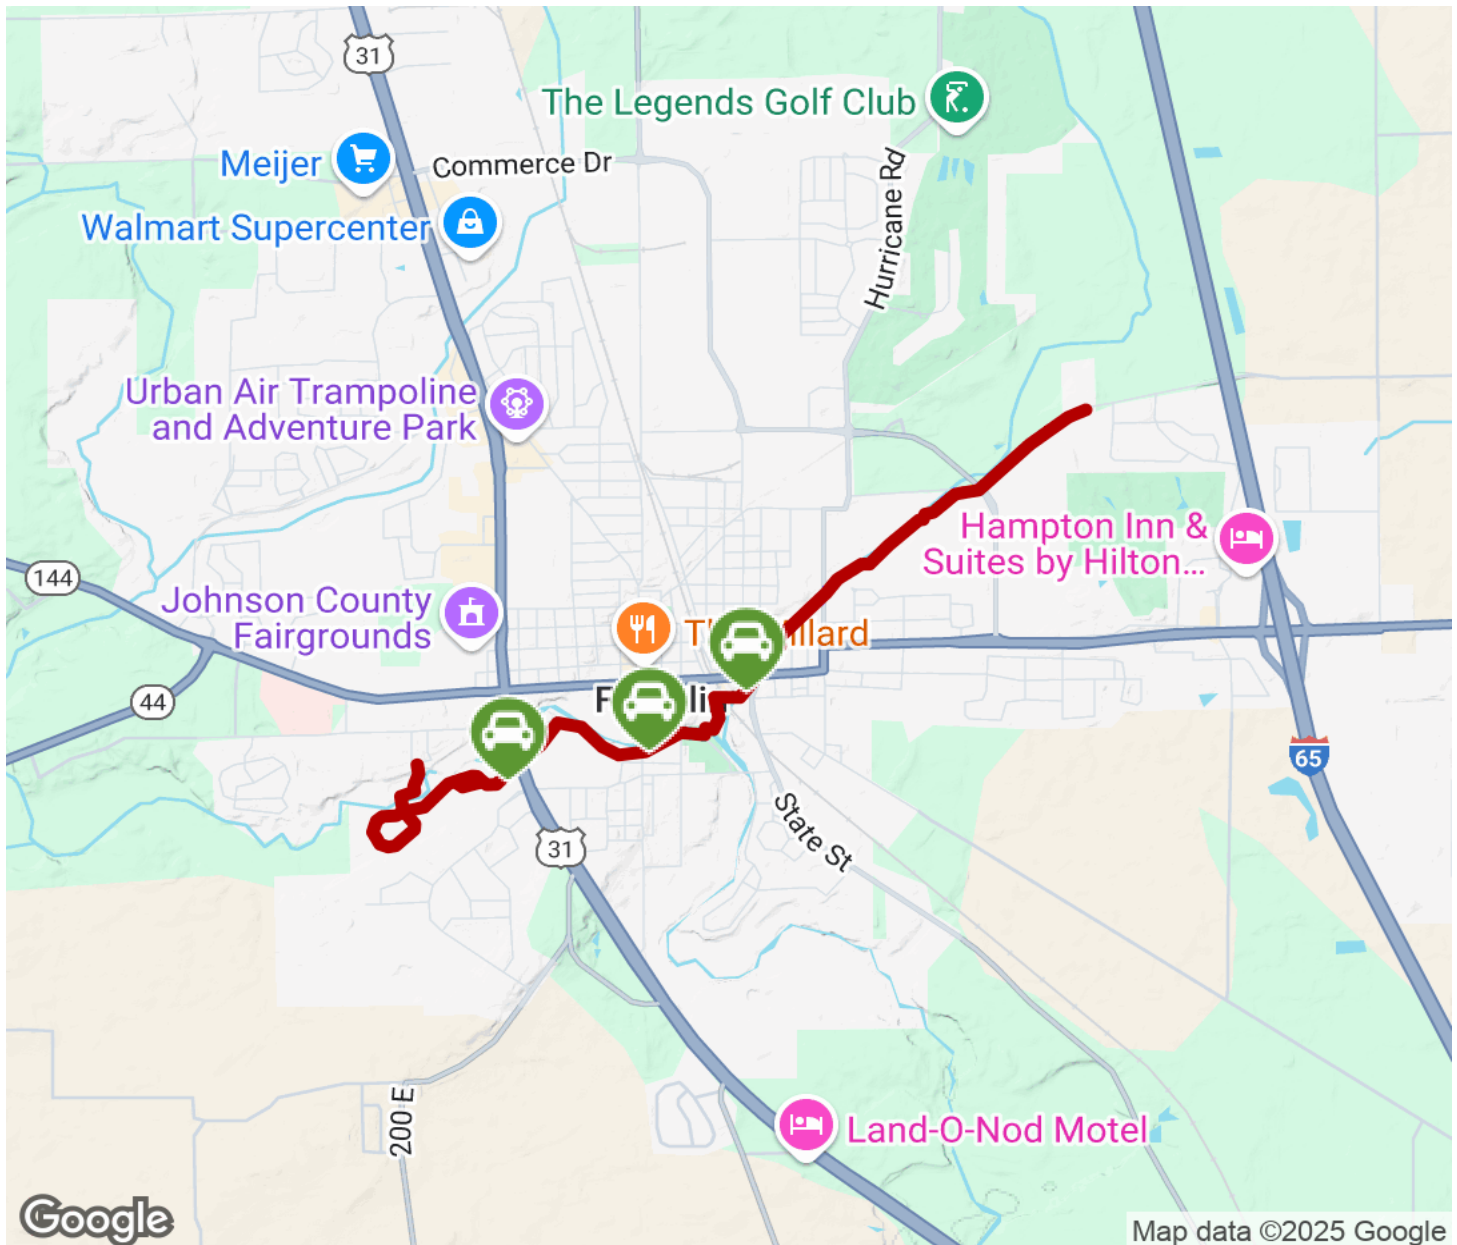 31
The Legends Golf Club
Meijer
Commerce Dr
Walmart Supercenter
Hurricane Rd
Urban Air Trampoline
and Adventure Park
Hampton Inn &
Suites by Hilton...
144
Johnson County
Fairgrounds
44
65
State St
31
200 E
Land-O-Nod Motel
Google
Map data ©2025 Google